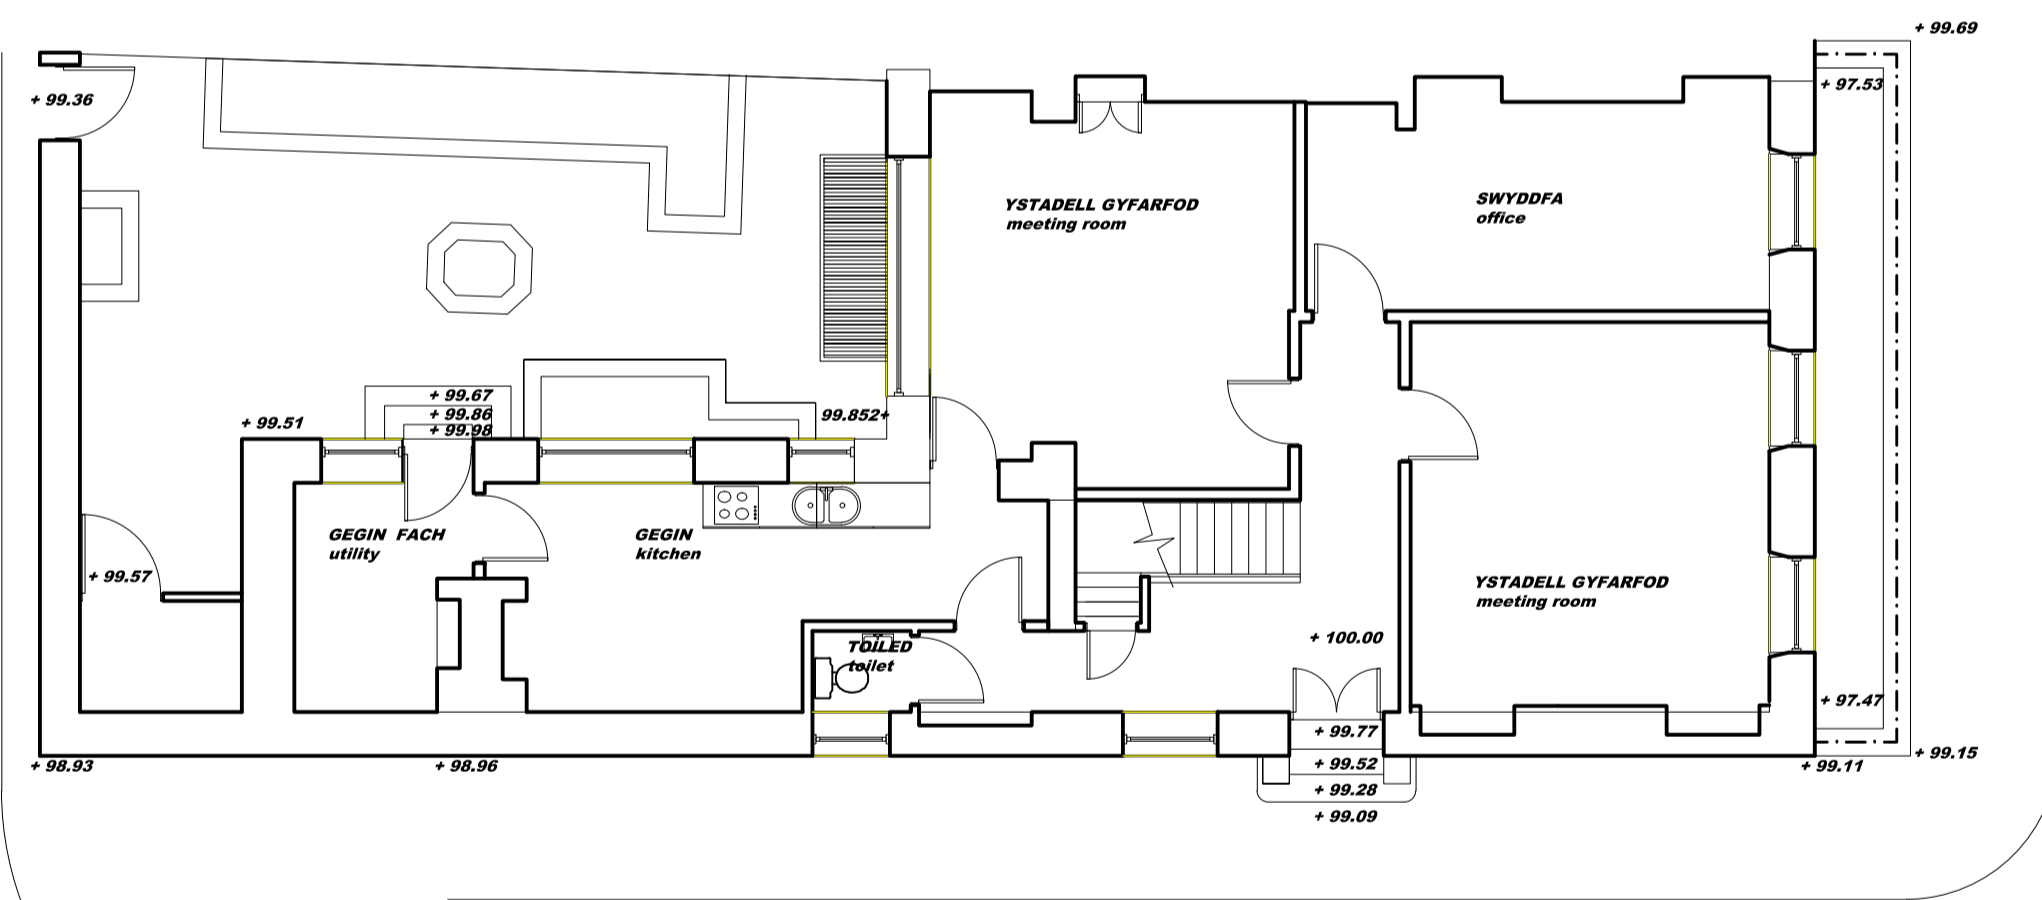 + 99.69
+ 97.53
+ 99.36
YSTADELL GYFARFOD
meeting room
SWYDDFA
office
+ 99.67
+ 99.86
+ 99.98
+ 99.51
99.852+
GEGIN FACH
utility
GEGIN
kitchen
+ 99.57
YSTADELL GYFARFOD
meeting room
TOILED
toilet
+ 100.00
+ 97.47
+ 99.77
+ 99.52
+ 99.28
+ 99.09
+ 98.93
+ 98.96
+ 99.11
+ 99.15